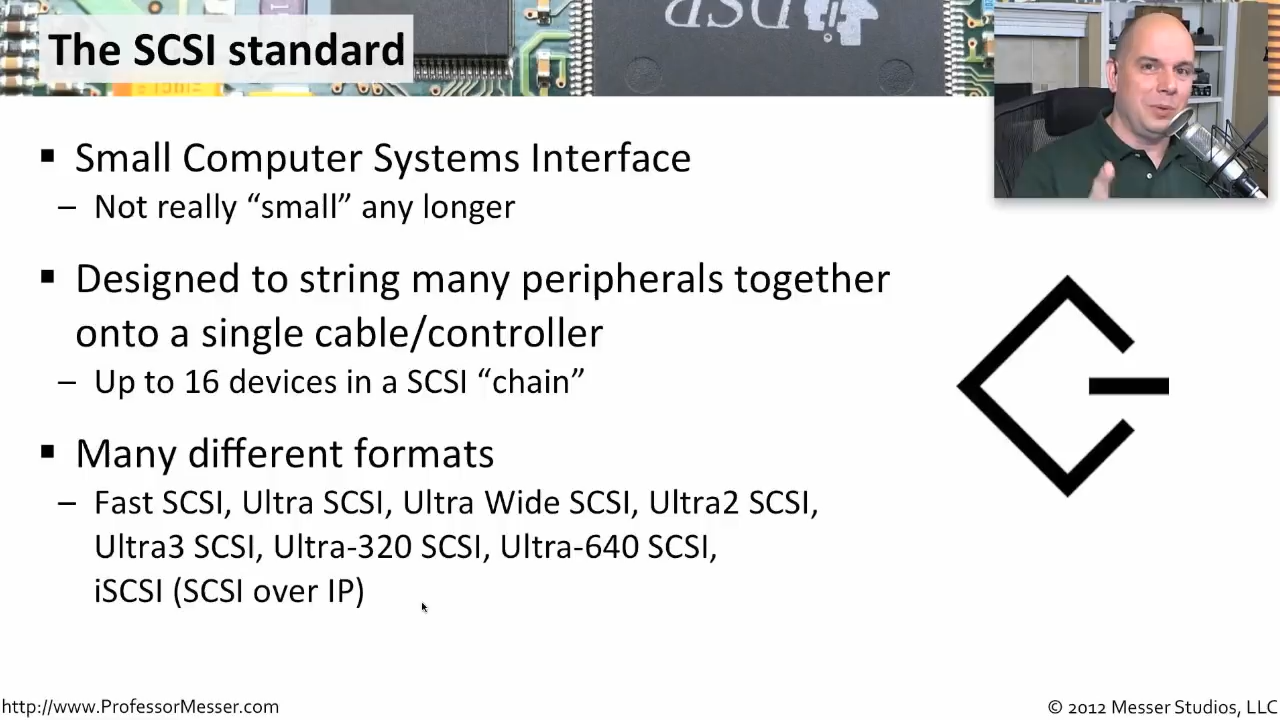 The SCSI standard
▪ Small Computer Systems Interface
– Not really “small” any longer
▪ Designed to string many peripherals together
onto a single cable/controller
– Up to 16 devices in a SCSI “chain”
▪ Many different formats
– Fast SCSI, Ultra SCSI, Ultra Wide SCSI, Ultra2 SCSI,
Ultra3 SCSI, Ultra-320 SCSI, Ultra-640 SCSI,
iSCSI (SCSI over IP)
http://www.ProfessorMesser.com
© 2012 Messer Studios, LLC